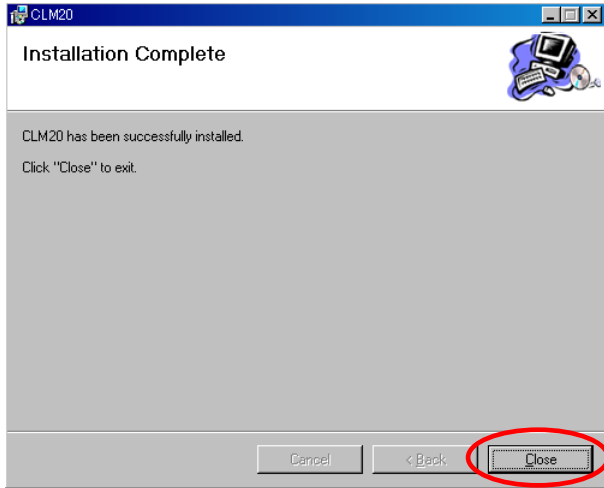 CLM20
Installation Complete
CLM20 has been successfully installed.
Click "Close" to exit.
Cancel
< Back
Close